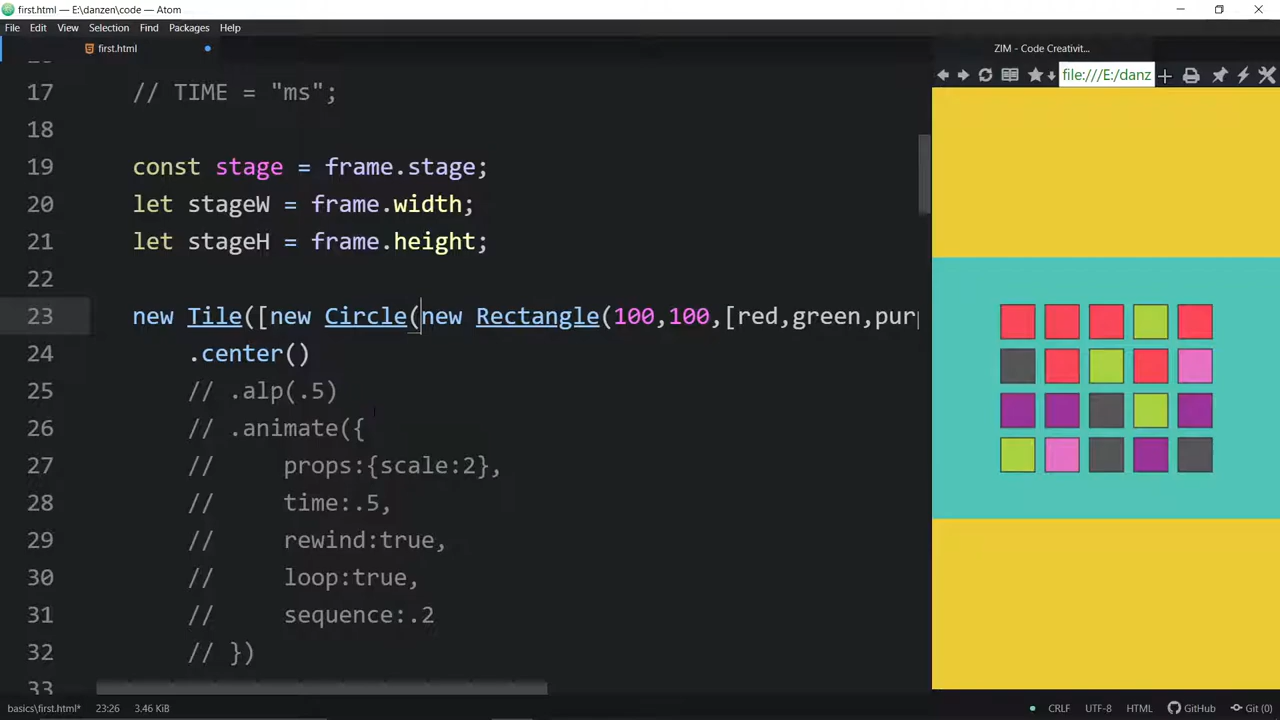 first.html — E:\danzen\code — Atom
File Edit View Selection Find Packages Help
first.html
ZIM - Code Creativit...
file:///E:/danz
17 // TIME = "ms";
18
19 const stage = frame.stage;
20 let stageW = frame.width;
21 let stageH = frame.height;
22
23 new Tile([new Circle(new Rectangle(100,100,[red,green,pur
24 .center()
25 // .alp(.5)
26 // .animate({
27 // props:{scale:2},
28 // time:.5,
29 // rewind:true,
30 // loop:true,
31 // sequence:.2
32 // })
33
basics\first.html* 23:26 3.46 KiB CRLF UTF-8 HTML GitHub Git (0)